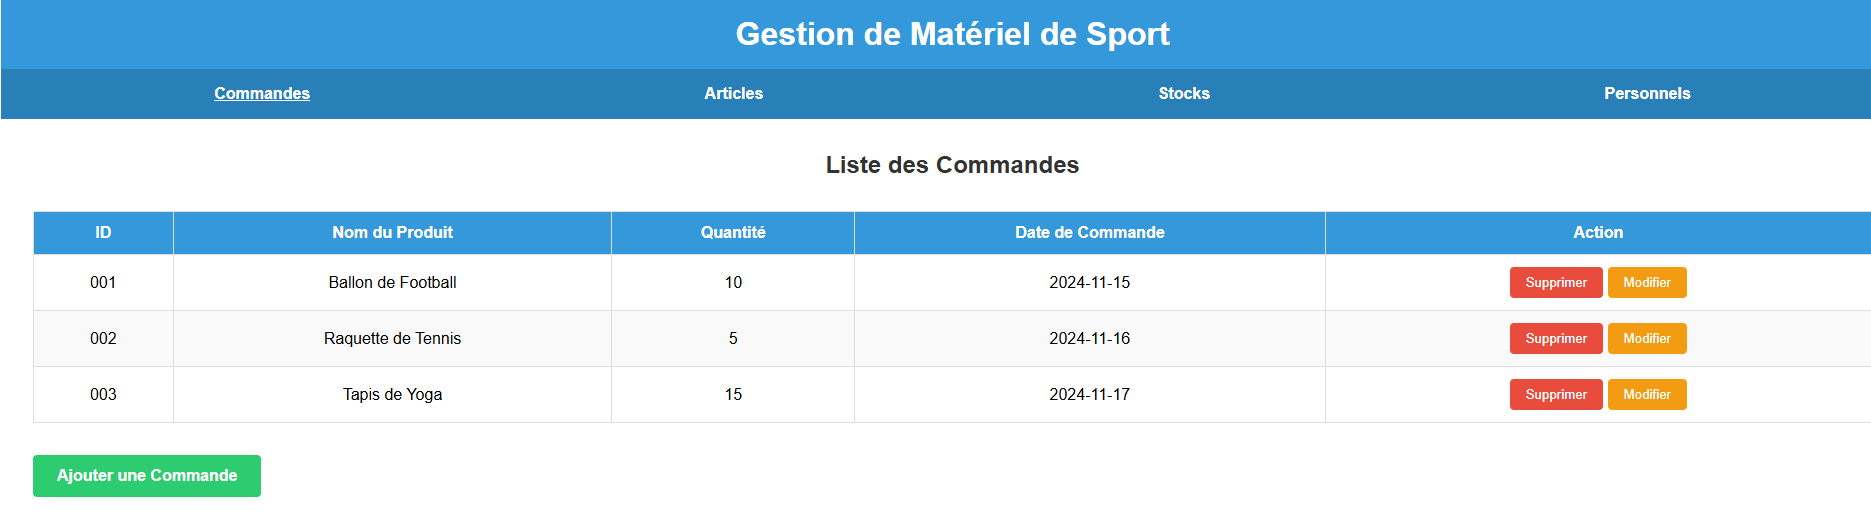 Gestion de Matériel de Sport
Commandes Articles Stocks Personnels
Liste des Commandes
ID Nom du Produit Quantité Date de Commande Action
001 Ballon de Football 10 2024-11-15 Supprimer Modifier
002 Raquette de Tennis 5 2024-11-16 Supprimer Modifier
003 Tapis de Yoga 15 2024-11-17 Supprimer Modifier
Ajouter une Commande